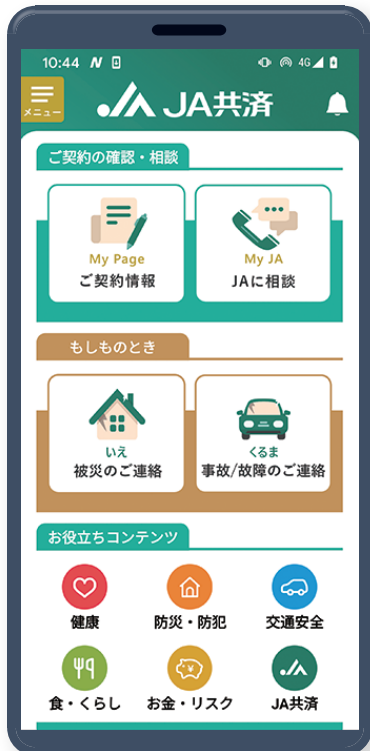 10:44
4G
メニュー
JA共済
ご契約の確認・相談
My Page
ご契約情報
My JA
JAに相談
もしものとき
いえ
被災のご連絡
くるま
事故/故障のご連絡
お役立ちコンテンツ
健康
防災・防犯
交通安全
食・くらし
お金・リスク
JA共済